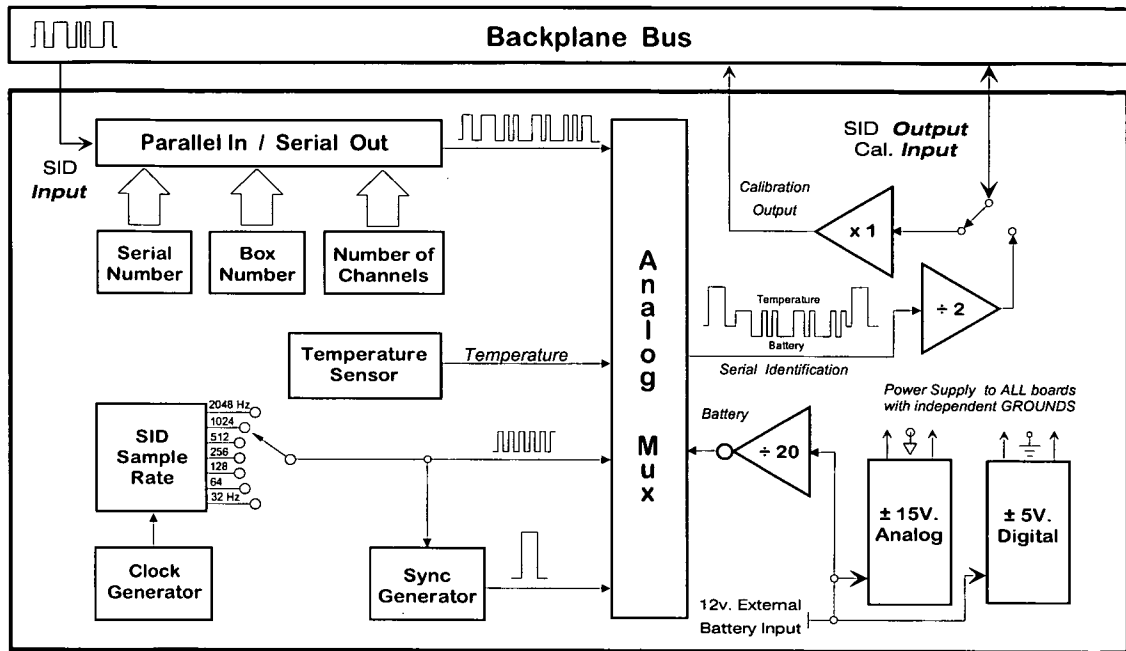 Backplane Bus
Parallel In / Serial Out
SID
Input
Serial
Number
Box
Number
Number of
Channels
SID Output
Cal. Input
Calibration
Output
x 1
÷ 2
Temperature
Battery
Serial Identification
Analog Mux
Temperature
Sensor
Temperature
Power Supply to ALL boards
with independent GROUNDS
SID
Sample
Rate
2048 Hz
1024
512
256
128
64
32 Hz
Battery
÷ 20
± 15V.
Analog
± 5V.
Digital
Clock
Generator
Sync
Generator
12v. External
Battery Input